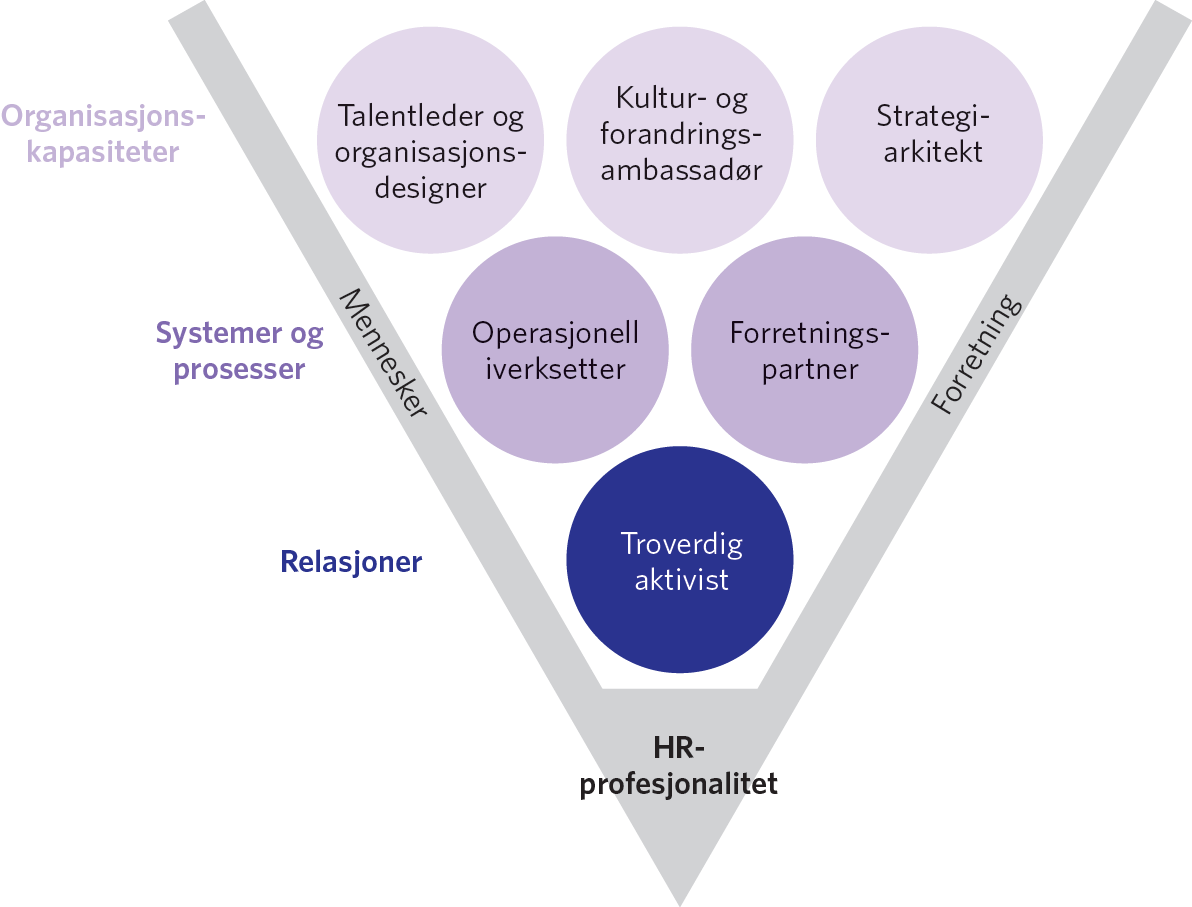 Organisasjons-
kapasiteter
Talentleder og
organisasjons-
designer
Kultur- og
forandrings-
ambassadør
Strategi-
arkitekt
Mennesker
Forretning
Systemer og
prosesser
Operasjonell
iverksetter
Forretnings-
partner
Relasjoner
Troverdig
aktivist
HR-
profesjonalitet